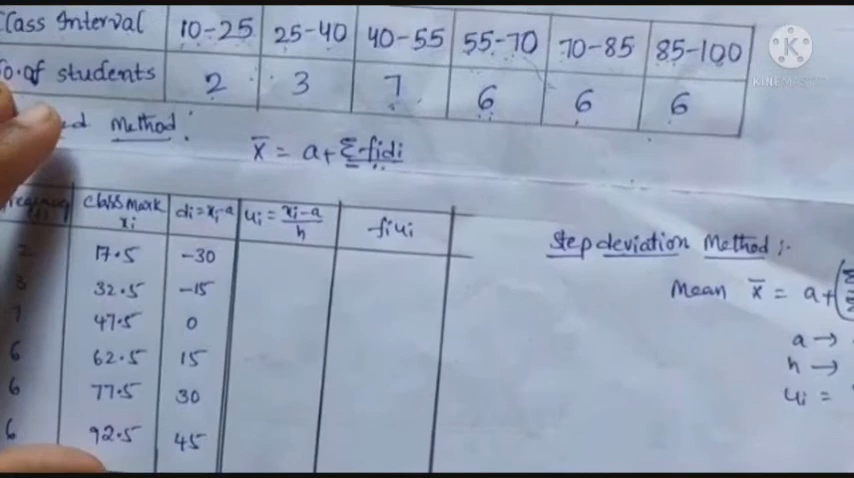 Class Interval 10-25 25-40 40-55 55-70 70-85 85-100
No. of students 2 3 7 6 6 6
KINEMASTER
Method:
x̄ = a+ Σfidi
Class mark xi di = xi-a ui = xi-a/h fiui
2 17.5 -30
3 32.5 -15
7 47.5 0
6 62.5 15
6 77.5 30
6 92.5 45
Step deviation Method :-
Mean x̄ = a+(
a →
h →
ui =